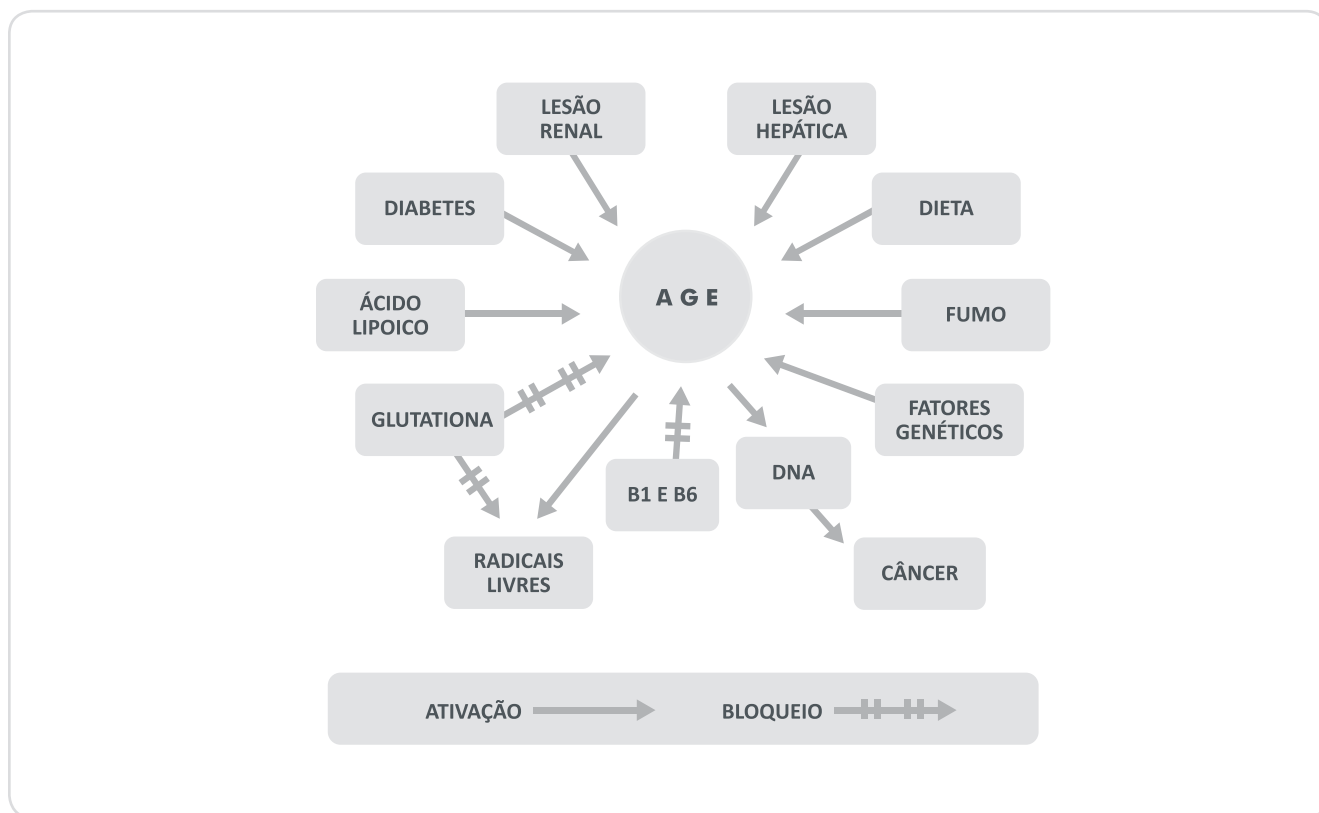 LESÃO
RENAL
LESÃO
HEPÁTICA
DIABETES
DIETA
AGE
ÁCIDO
LIPOICO
FUMO
GLUTATIONA
FATORES
GENÉTICOS
B1 E B6
DNA
RADICAIS
LIVRES
CÂNCER
ATIVAÇÃO
BLOQUEIO